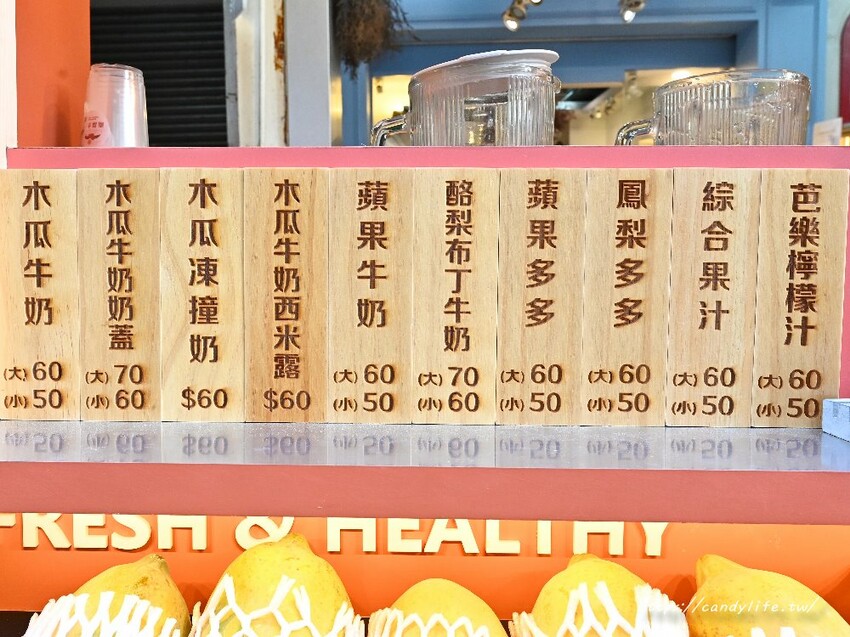 木瓜牛奶
(大) 60
(小) 50
木瓜牛奶奶蓋
(大) 70
(小) 60
木瓜凍撞奶
$60
木瓜牛奶西米露
$60
蘋果牛奶
(大) 60
(小) 50
酪梨布丁牛奶
(大) 70
(小) 60
蘋果多多
(大) 60
(小) 50
鳳梨多多
(大) 60
(小) 50
綜合果汁
(大) 60
(小) 50
芭樂檸檬汁
(大) 60
(小) 50
FRESH & HEALTHY
https://candylife.tw/